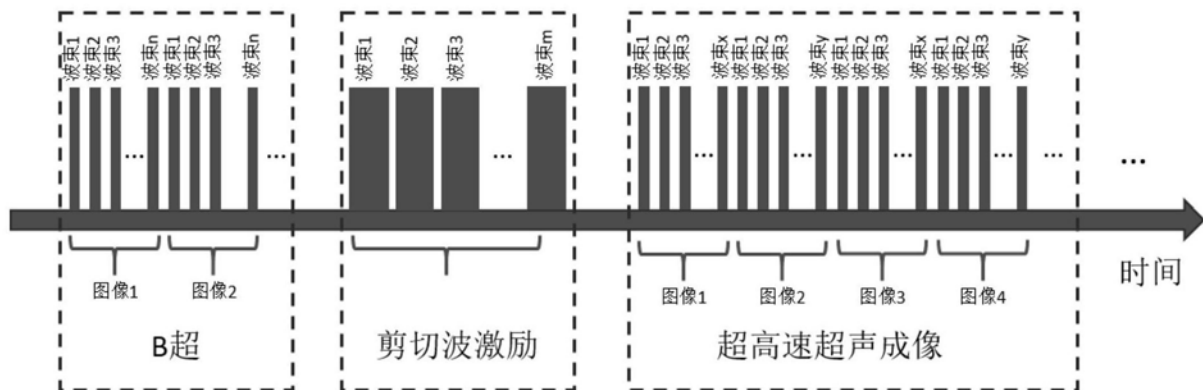 波束1 波束2 波束3 ... 波束n 波束1 波束2 波束3 波束n ...
图像1 图像2
B超
波束1 波束2 波束3 ... 波束m
剪切波激励
波束1 波束2 波束3 ... 波束x 波束1 波束2 波束3 ... 波束y 波束1 波束2 波束3 ... 波束x 波束1 波束2 波束3 ... 波束y ...
图像1 图像2 图像3 图像4
超高速超声成像
...
时间